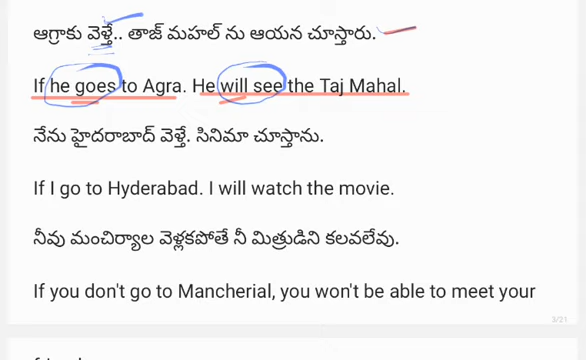 ఆగ్రాకు వెళ్తే.. తాజ్ మహల్ ను ఆయన చూస్తారు.
If he goes to Agra. He will see the Taj Mahal.
నేను హైదరాబాద్ వెళ్తే. సినిమా చూస్తాను.
If I go to Hyderabad. I will watch the movie.
నీవు మంచిర్యాల వెళ్లకపోతే నీ మిత్రుడిని కలవలేవు.
If you don't go to Mancherial, you won't be able to meet your
3/21